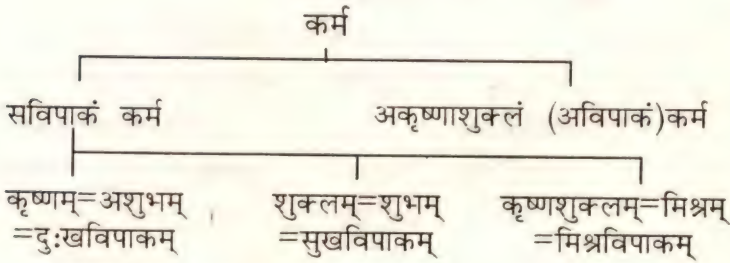 कर्म
सविपाकं कर्म अकृष्णाशुक्लं (अविपाकं)कर्म
कृष्णम्=अशुभम् शुक्लम्=शुभम् कृष्णशुक्लम्=मिश्रम्
=दुःखविपाकम् =सुखविपाकम् =मिश्रविपाकम्